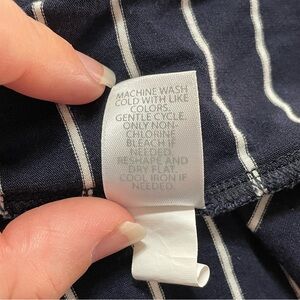 MACHINE WASH
COLD WITH LIKE
COLORS.
GENTLE CYCLE.
ONLY NON-
CHLORINE
BLEACH IF
NEEDED.
RESHAPE AND
DRY FLAT.
COOL IRON IF
NEEDED.